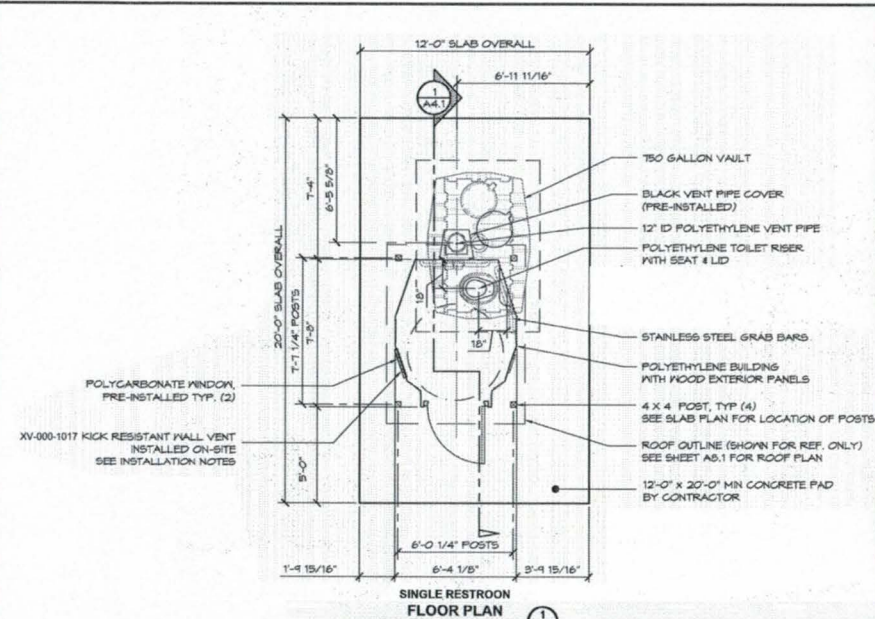 12'-0" SLAB OVERALL
6'-11 11/16"
1
A4.1
20'-0" SLAB OVERALL
7'-4"
6'-5 5/8"
7'-7 1/4" POSTS
7'-8"
5'-0"
18"
18"
750 GALLON VAULT
BLACK VENT PIPE COVER
(PRE-INSTALLED)
12" ID POLYETHYLENE VENT PIPE
POLYETHYLENE TOILET RISER
WITH SEAT & LID
STAINLESS STEEL GRAB BARS
POLYETHYLENE BUILDING
WITH WOOD EXTERIOR PANELS
4 X 4 POST, TYP (4)
SEE SLAB PLAN FOR LOCATION OF POSTS
ROOF OUTLINE (SHOWN FOR REF. ONLY)
SEE SHEET A5.1 FOR ROOF PLAN
12'-0" x 20'-0" MIN CONCRETE PAD
BY CONTRACTOR
POLYCARBONATE WINDOW,
PRE-INSTALLED TYP. (2)
XV-000-1017 KICK RESISTANT WALL VENT
INSTALLED ON-SITE
SEE INSTALLATION NOTES
6'-0 1/4" POSTS
1'-9 15/16"
6'-4 1/8"
3'-9 15/16"
SINGLE RESTROON
FLOOR PLAN
1